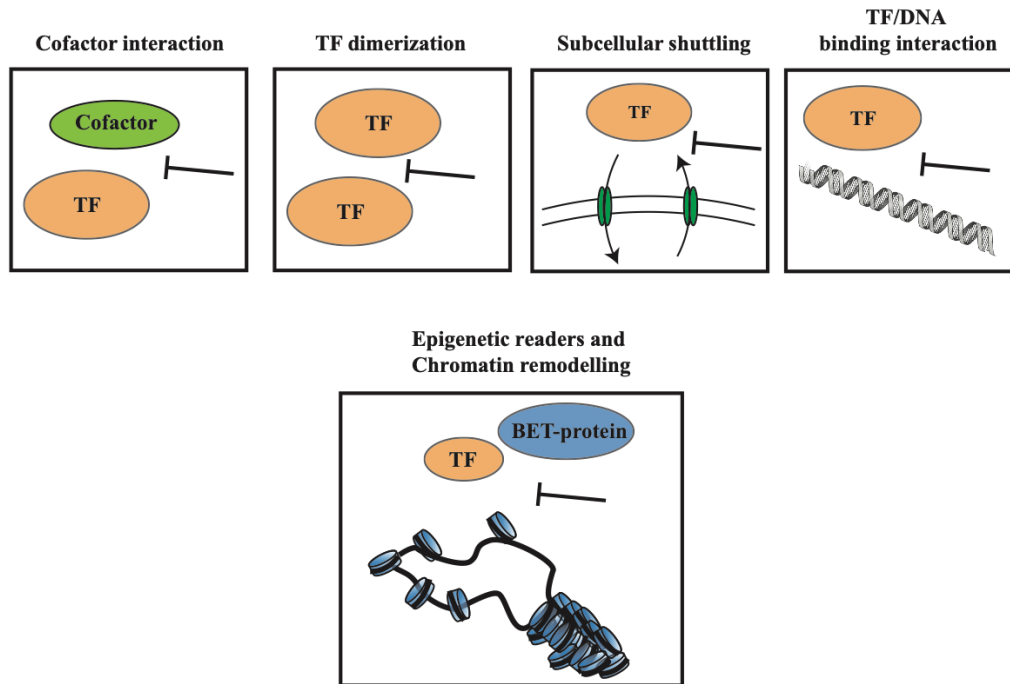 Cofactor interaction
TF dimerization
Subcellular shuttling
TF/DNA
binding interaction
Cofactor
TF
TF
TF
TF
TF
Epigenetic readers and
Chromatin remodelling
BET-protein
TF